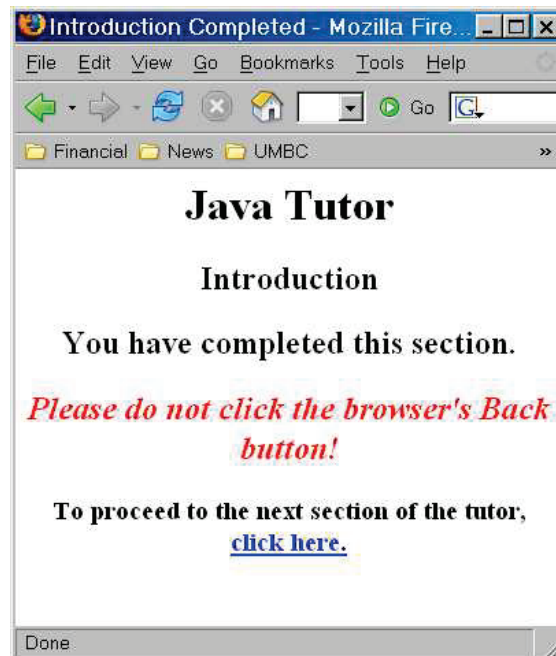 Introduction Completed - Mozilla Fire...
File Edit View Go Bookmarks Tools Help
Go G
Financial News UMBC »
Java Tutor
Introduction
You have completed this section.
Please do not click the browser's Back
button!
To proceed to the next section of the tutor,
click here.
Done